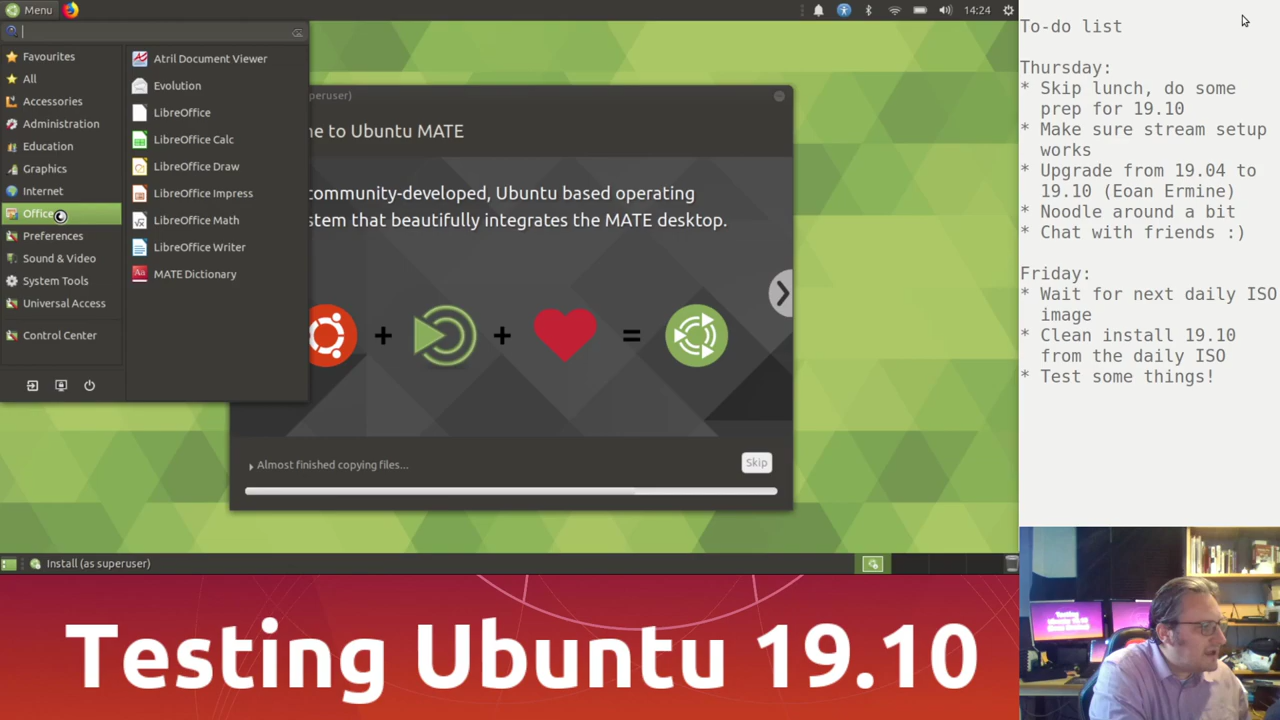 Menu
14:24
Favourites
All
Accessories
Administration
Education
Graphics
Internet
Office
Preferences
Sound & Video
System Tools
Universal Access
Control Center
Atril Document Viewer
Evolution
LibreOffice
LibreOffice Calc
LibreOffice Draw
LibreOffice Impress
LibreOffice Math
LibreOffice Writer
MATE Dictionary
peruser)
ne to Ubuntu MATE
community-developed, Ubuntu based operating
stem that beautifully integrates the MATE desktop.
+ + =
Almost finished copying files...
Skip
Install (as superuser)
To-do list
Thursday:
* Skip lunch, do some
prep for 19.10
* Make sure stream setup
works
* Upgrade from 19.04 to
19.10 (Eoan Ermine)
* Noodle around a bit
* Chat with friends :)
Friday:
* Wait for next daily ISO
image
* Clean install 19.10
from the daily ISO
* Test some things!
Testing Ubuntu 19.10